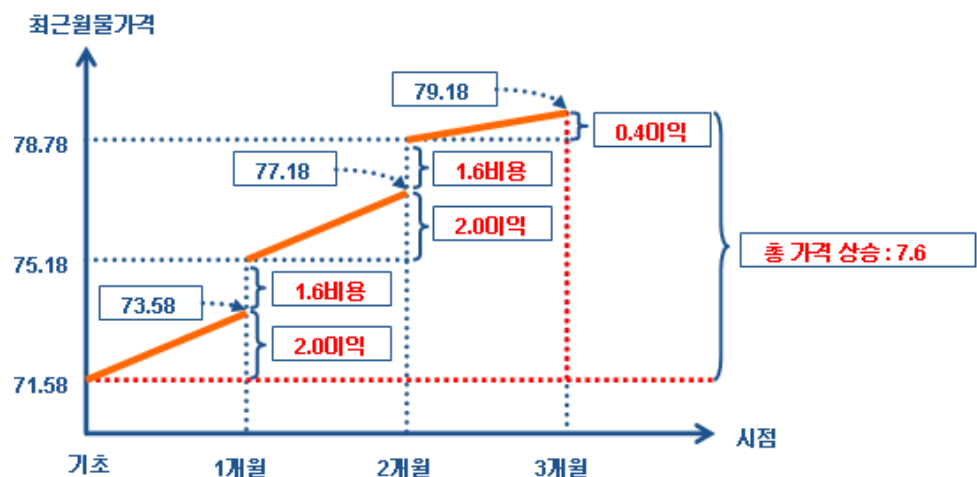 최근월물가격
79.18
0.4이익
78.78
77.18
1.6비용
2.0이익
총 가격 상승 : 7.6
75.18
73.58
1.6비용
2.0이익
71.58
시점
기초
1개월
2개월
3개월